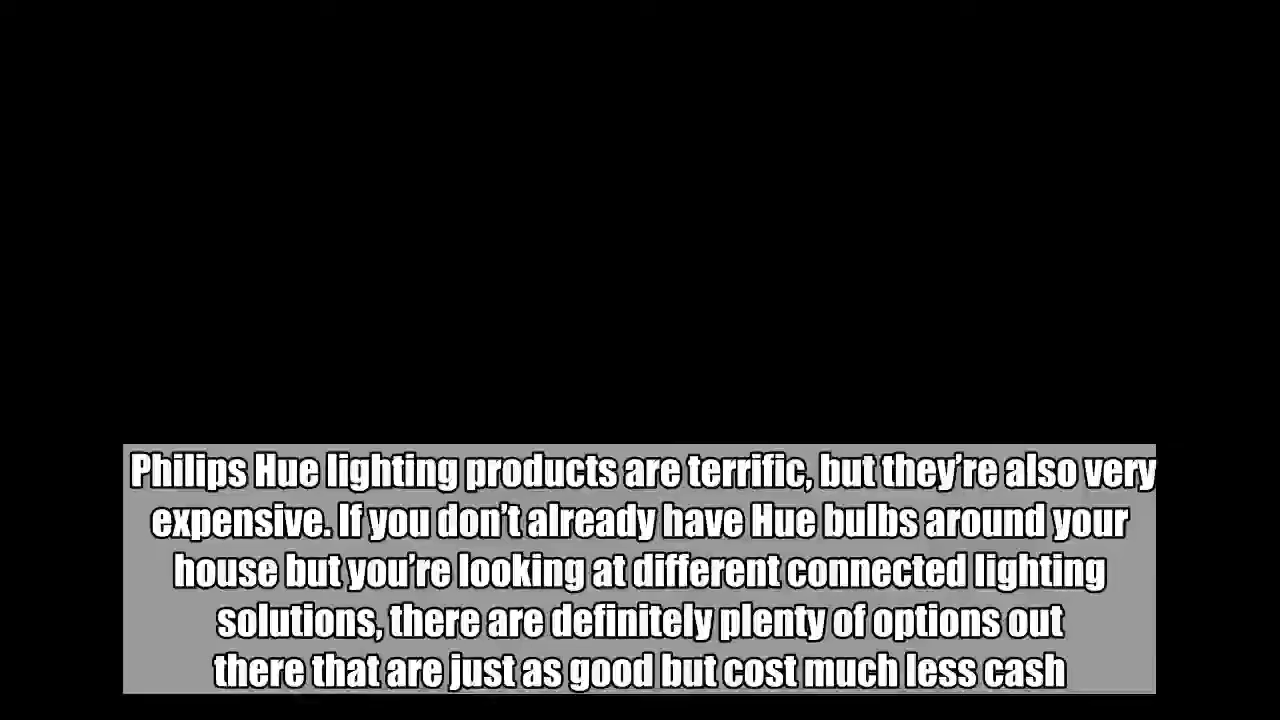 Philips Hue lighting products are terrific, but they’re also very
expensive. If you don’t already have Hue bulbs around your
house but you’re looking at different connected lighting
solutions, there are definitely plenty of options out
there that are just as good but cost much less cash